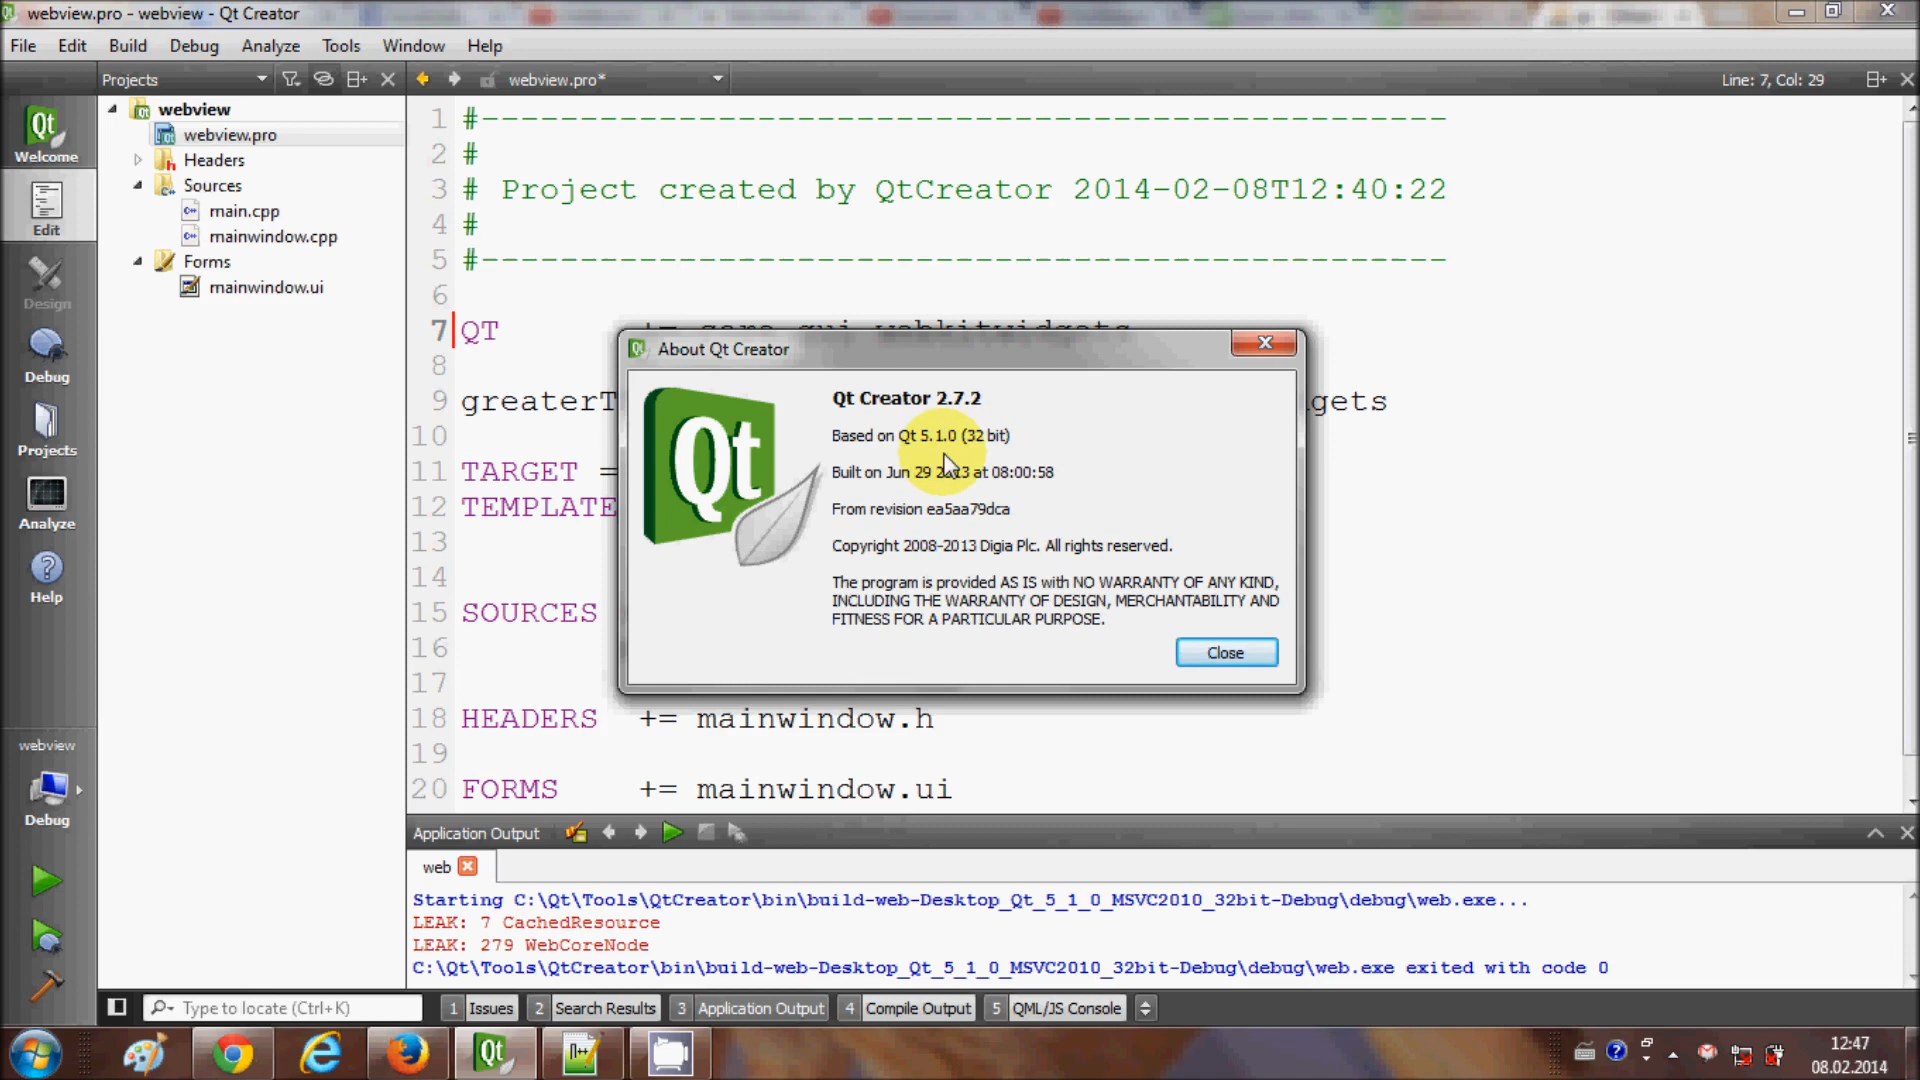 webview.pro - webview - Qt Creator
File Edit Build Debug Analyze Tools Window Help
Projects
webview.pro*
Line: 7, Col: 29
Welcome
Edit
Design
Debug
Projects
Analyze
Help
webview
Debug
webview
webview.pro
Headers
Sources
main.cpp
mainwindow.cpp
Forms
mainwindow.ui
1 #-------------------------------------------------
2 #
3 # Project created by QtCreator 2014-02-08T12:40:22
4 #
5 #-------------------------------------------------
6
7 QT += core gui webkitwidgets
8
9 greaterT gets
10
11 TARGET =
12 TEMPLATE
13
14
15 SOURCES
16
17
18 HEADERS += mainwindow.h
19
20 FORMS += mainwindow.ui
About Qt Creator
Qt
Qt Creator 2.7.2
Based on Qt 5.1.0 (32 bit)
Built on Jun 29 2013 at 08:00:58
From revision ea5aa79dca
Copyright 2008-2013 Digia Plc. All rights reserved.
The program is provided AS IS with NO WARRANTY OF ANY KIND,
INCLUDING THE WARRANTY OF DESIGN, MERCHANTABILITY AND
FITNESS FOR A PARTICULAR PURPOSE.
Close
Application Output
web
Starting C:\Qt\Tools\QtCreator\bin\build-web-Desktop_Qt_5_1_0_MSVC2010_32bit-Debug\debug\web.exe...
LEAK: 7 CachedResource
LEAK: 279 WebCoreNode
C:\Qt\Tools\QtCreator\bin\build-web-Desktop_Qt_5_1_0_MSVC2010_32bit-Debug\debug\web.exe exited with code 0
Type to locate (Ctrl+K)
1 Issues 2 Search Results 3 Application Output 4 Compile Output 5 QML/JS Console
12:47
08.02.2014